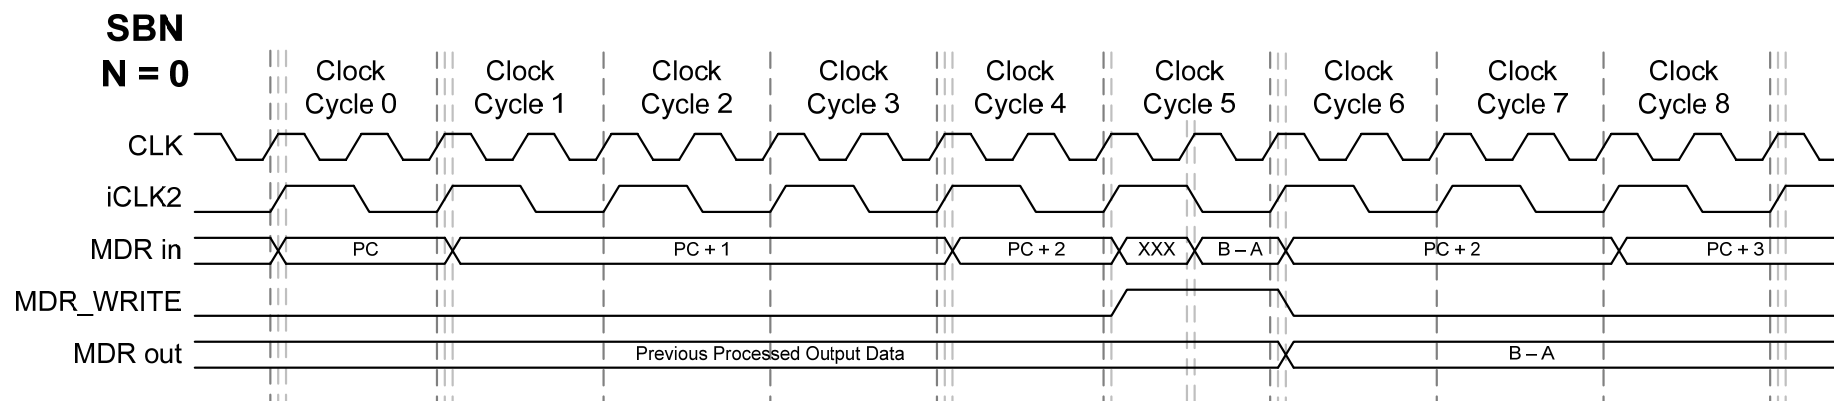 SBN
N = 0
Clock Cycle 0
Clock Cycle 1
Clock Cycle 2
Clock Cycle 3
Clock Cycle 4
Clock Cycle 5
Clock Cycle 6
Clock Cycle 7
Clock Cycle 8
CLK
iCLK2
MDR in
PC
PC + 1
PC + 2
XXX
B – A
PC + 2
PC + 3
MDR_WRITE
MDR out
Previous Processed Output Data
B – A